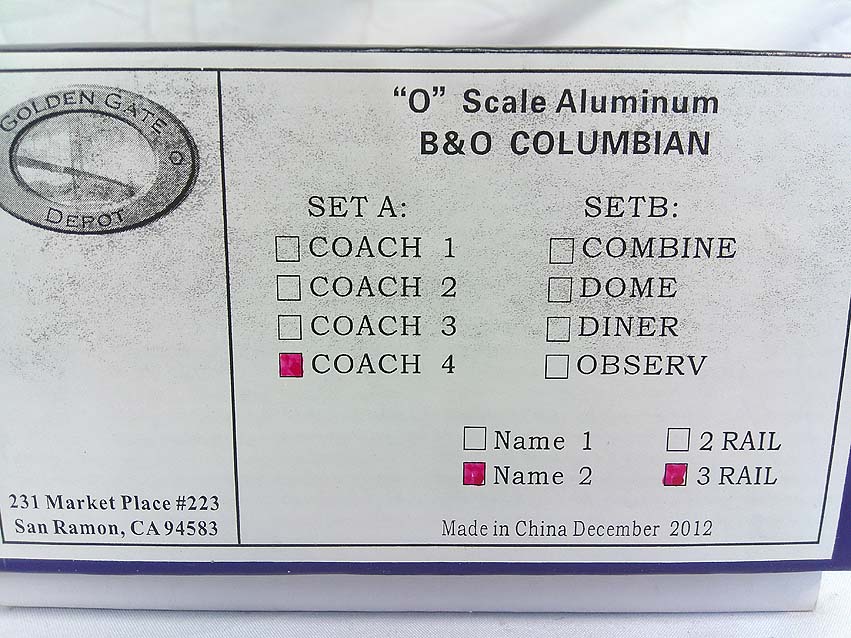 GOLDEN GATE
DEPOT
"O" Scale Aluminum
B&O COLUMBIAN
SET A:
COACH 1
COACH 2
COACH 3
COACH 4
SETB:
COMBINE
DOME
DINER
OBSERV
Name 1
2 RAIL
Name 2
3 RAIL
231 Market Place #223
San Ramon, CA 94583
Made in China December 2012